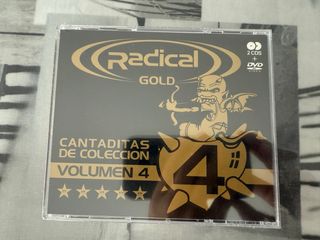 Radical
GOLD
2 CDS
+
DVD
CANTADITAS
DE COLECCION
VOLUMEN 4
4